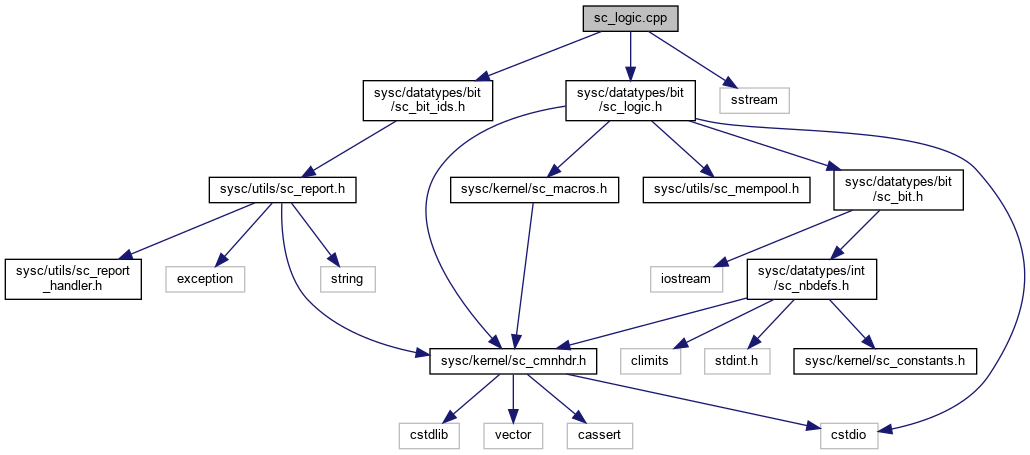 sc_logic.cpp
sysc/datatypes/bit
/sc_bit_ids.h
sysc/datatypes/bit
/sc_logic.h
sstream
sysc/utils/sc_report.h
sysc/kernel/sc_macros.h
sysc/utils/sc_mempool.h
sysc/datatypes/bit
/sc_bit.h
sysc/utils/sc_report
_handler.h
exception
string
iostream
sysc/datatypes/int
/sc_nbdefs.h
sysc/kernel/sc_cmnhdr.h
climits
stdint.h
sysc/kernel/sc_constants.h
cstdlib
vector
cassert
cstdio